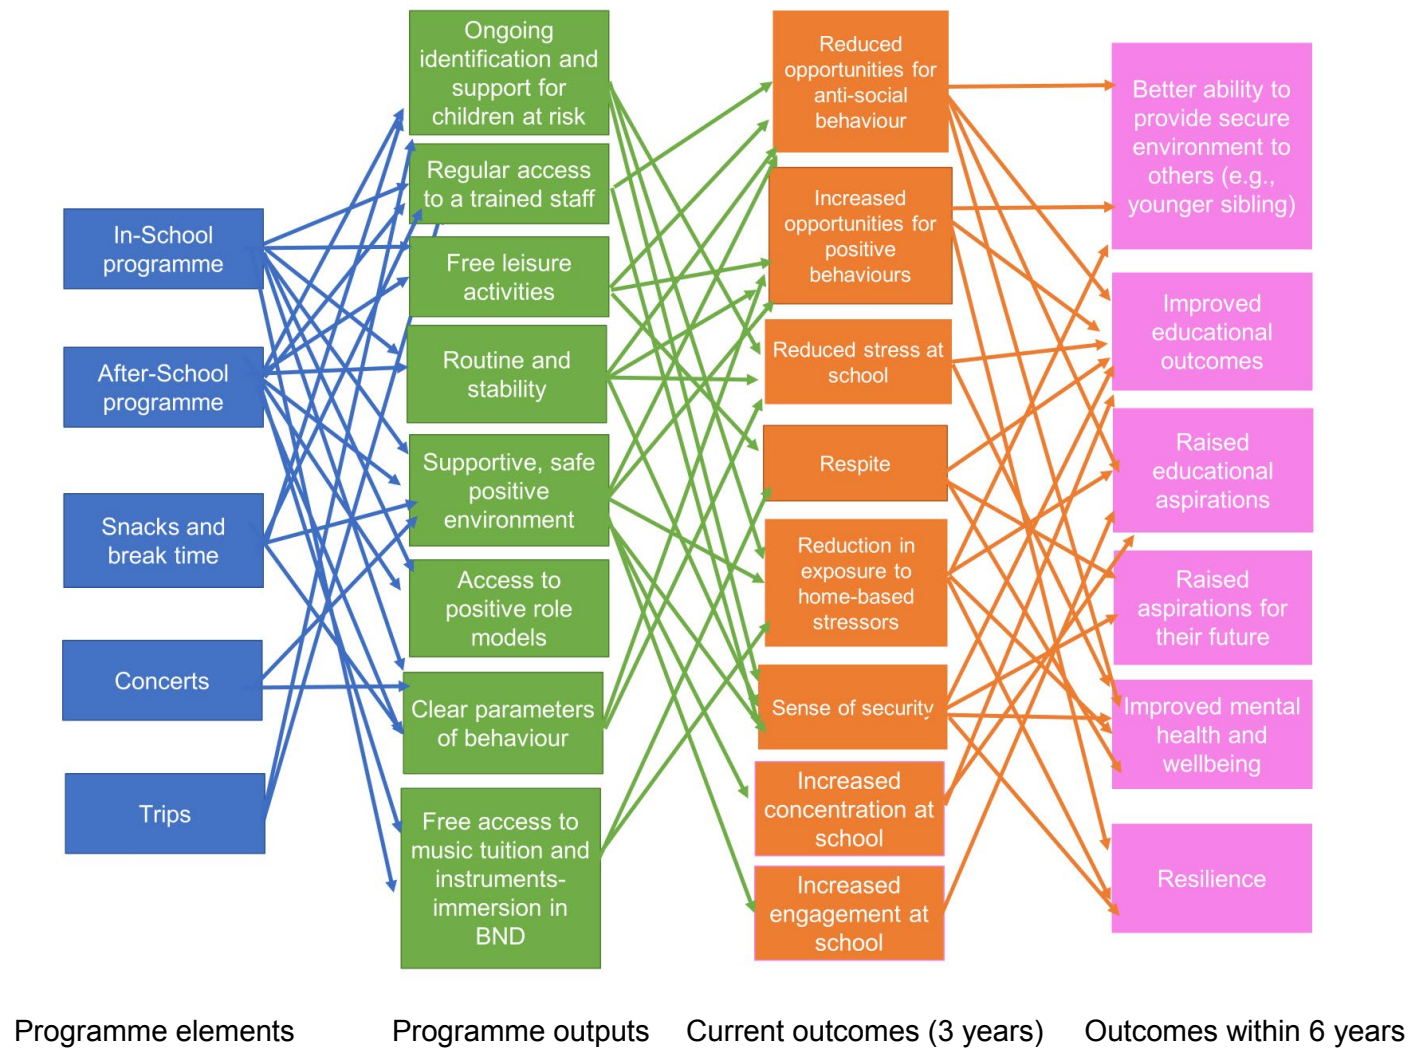 In-School
programme
After-School
programme
Snacks and
break time
Concerts
Trips
Ongoing
identification and
support for
children at risk
Regular access
to a trained staff
Free leisure
activities
Routine and
stability
Supportive, safe
positive
environment
Access to
positive role
models
Clear parameters
of behaviour
Free access to
music tuition and
instruments-
immersion in
BND
Reduced
opportunities for
anti-social
behaviour
Increased
opportunities for
positive
behaviours
Reduced stress at
school
Respite
Reduction in
exposure to
home-based
stressors
Sense of security
Increased
concentration at
school
Increased
engagement at
school
Better ability to
provide secure
environment to
others (e.g.,
younger sibling)
Improved
educational
outcomes
Raised
educational
aspirations
Raised
aspirations for
their future
Improved mental
health and
wellbeing
Resilience
Programme elements
Programme outputs
Current outcomes (3 years)
Outcomes within 6 years